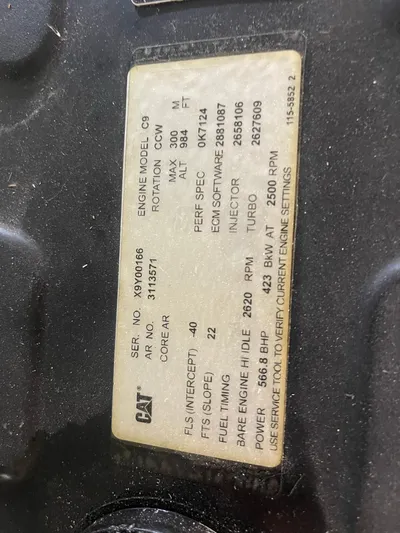 CAT®
SER. NO. X9Y00166 ENGINE MODEL C9
AR NO. 3113571 ROTATION CCW
CORE AR MAX 300 M
ALT 984 FT
FLS (INTERCEPT) -40 PERF SPEC 0K7124
FTS (SLOPE) 22 ECM SOFTWARE 2881087
FUEL TIMING INJECTOR 2658106
BARE ENGINE HI IDLE 2620 RPM TURBO 2627609
POWER 566.8 BHP 423 BkW AT 2500 RPM
USE SERVICE TOOL TO VERIFY CURRENT ENGINE SETTINGS
115-5852 2